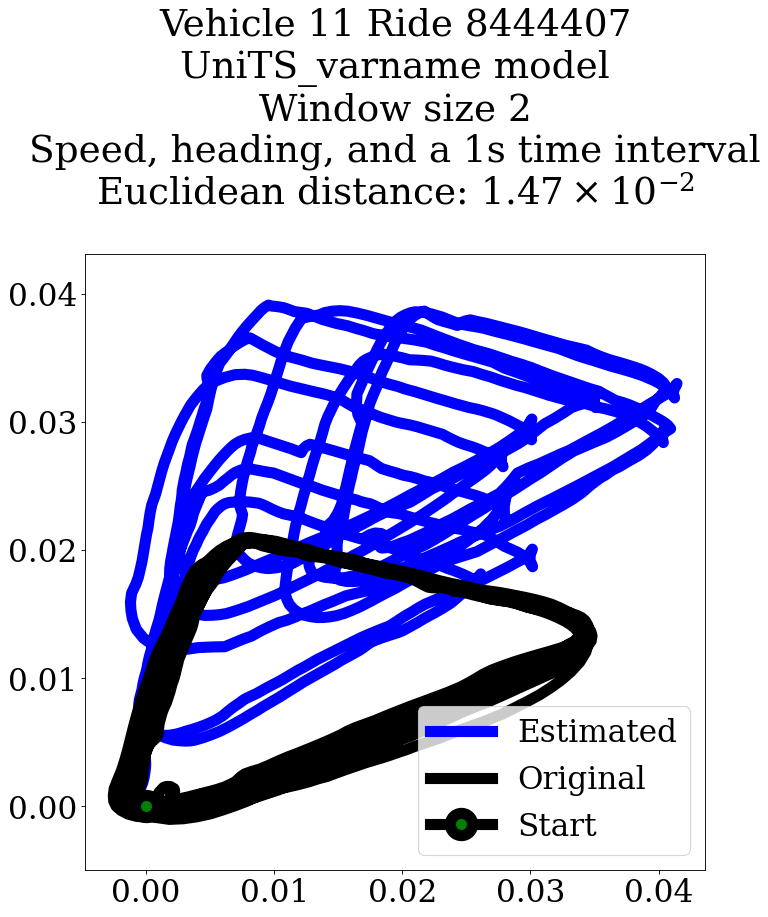 Vehicle 11 Ride 8444407
UniTS_varname model
Window size 2
Speed, heading, and a 1s time interval
Euclidean distance: 1.47 × 10⁻²
0.04
0.03
0.02
0.01
0.00
Estimated
Original
Start
0.00 0.01 0.02 0.03 0.04